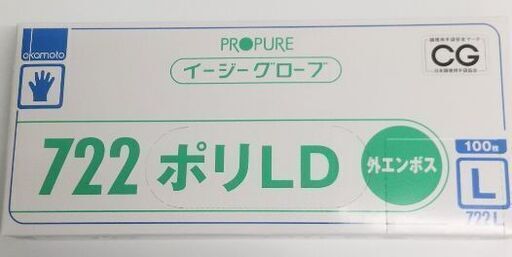 okamoto
PROPURE
イージーグローブ
CG
722 ポリLD
外エンボス
100枚
L
722L